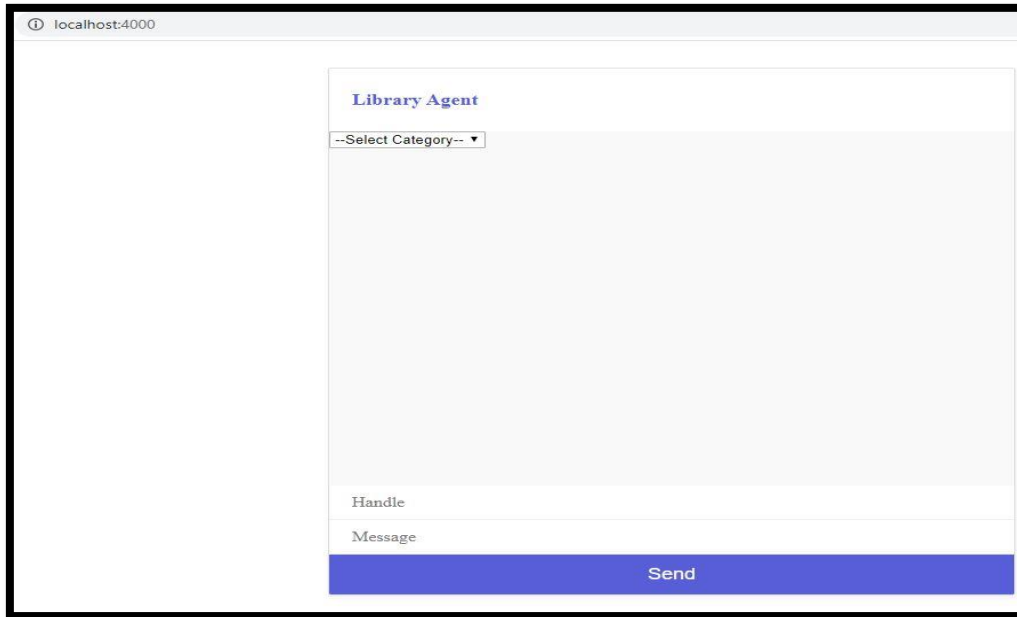 localhost:4000
Library Agent
--Select Category--
Handle
Message
Send